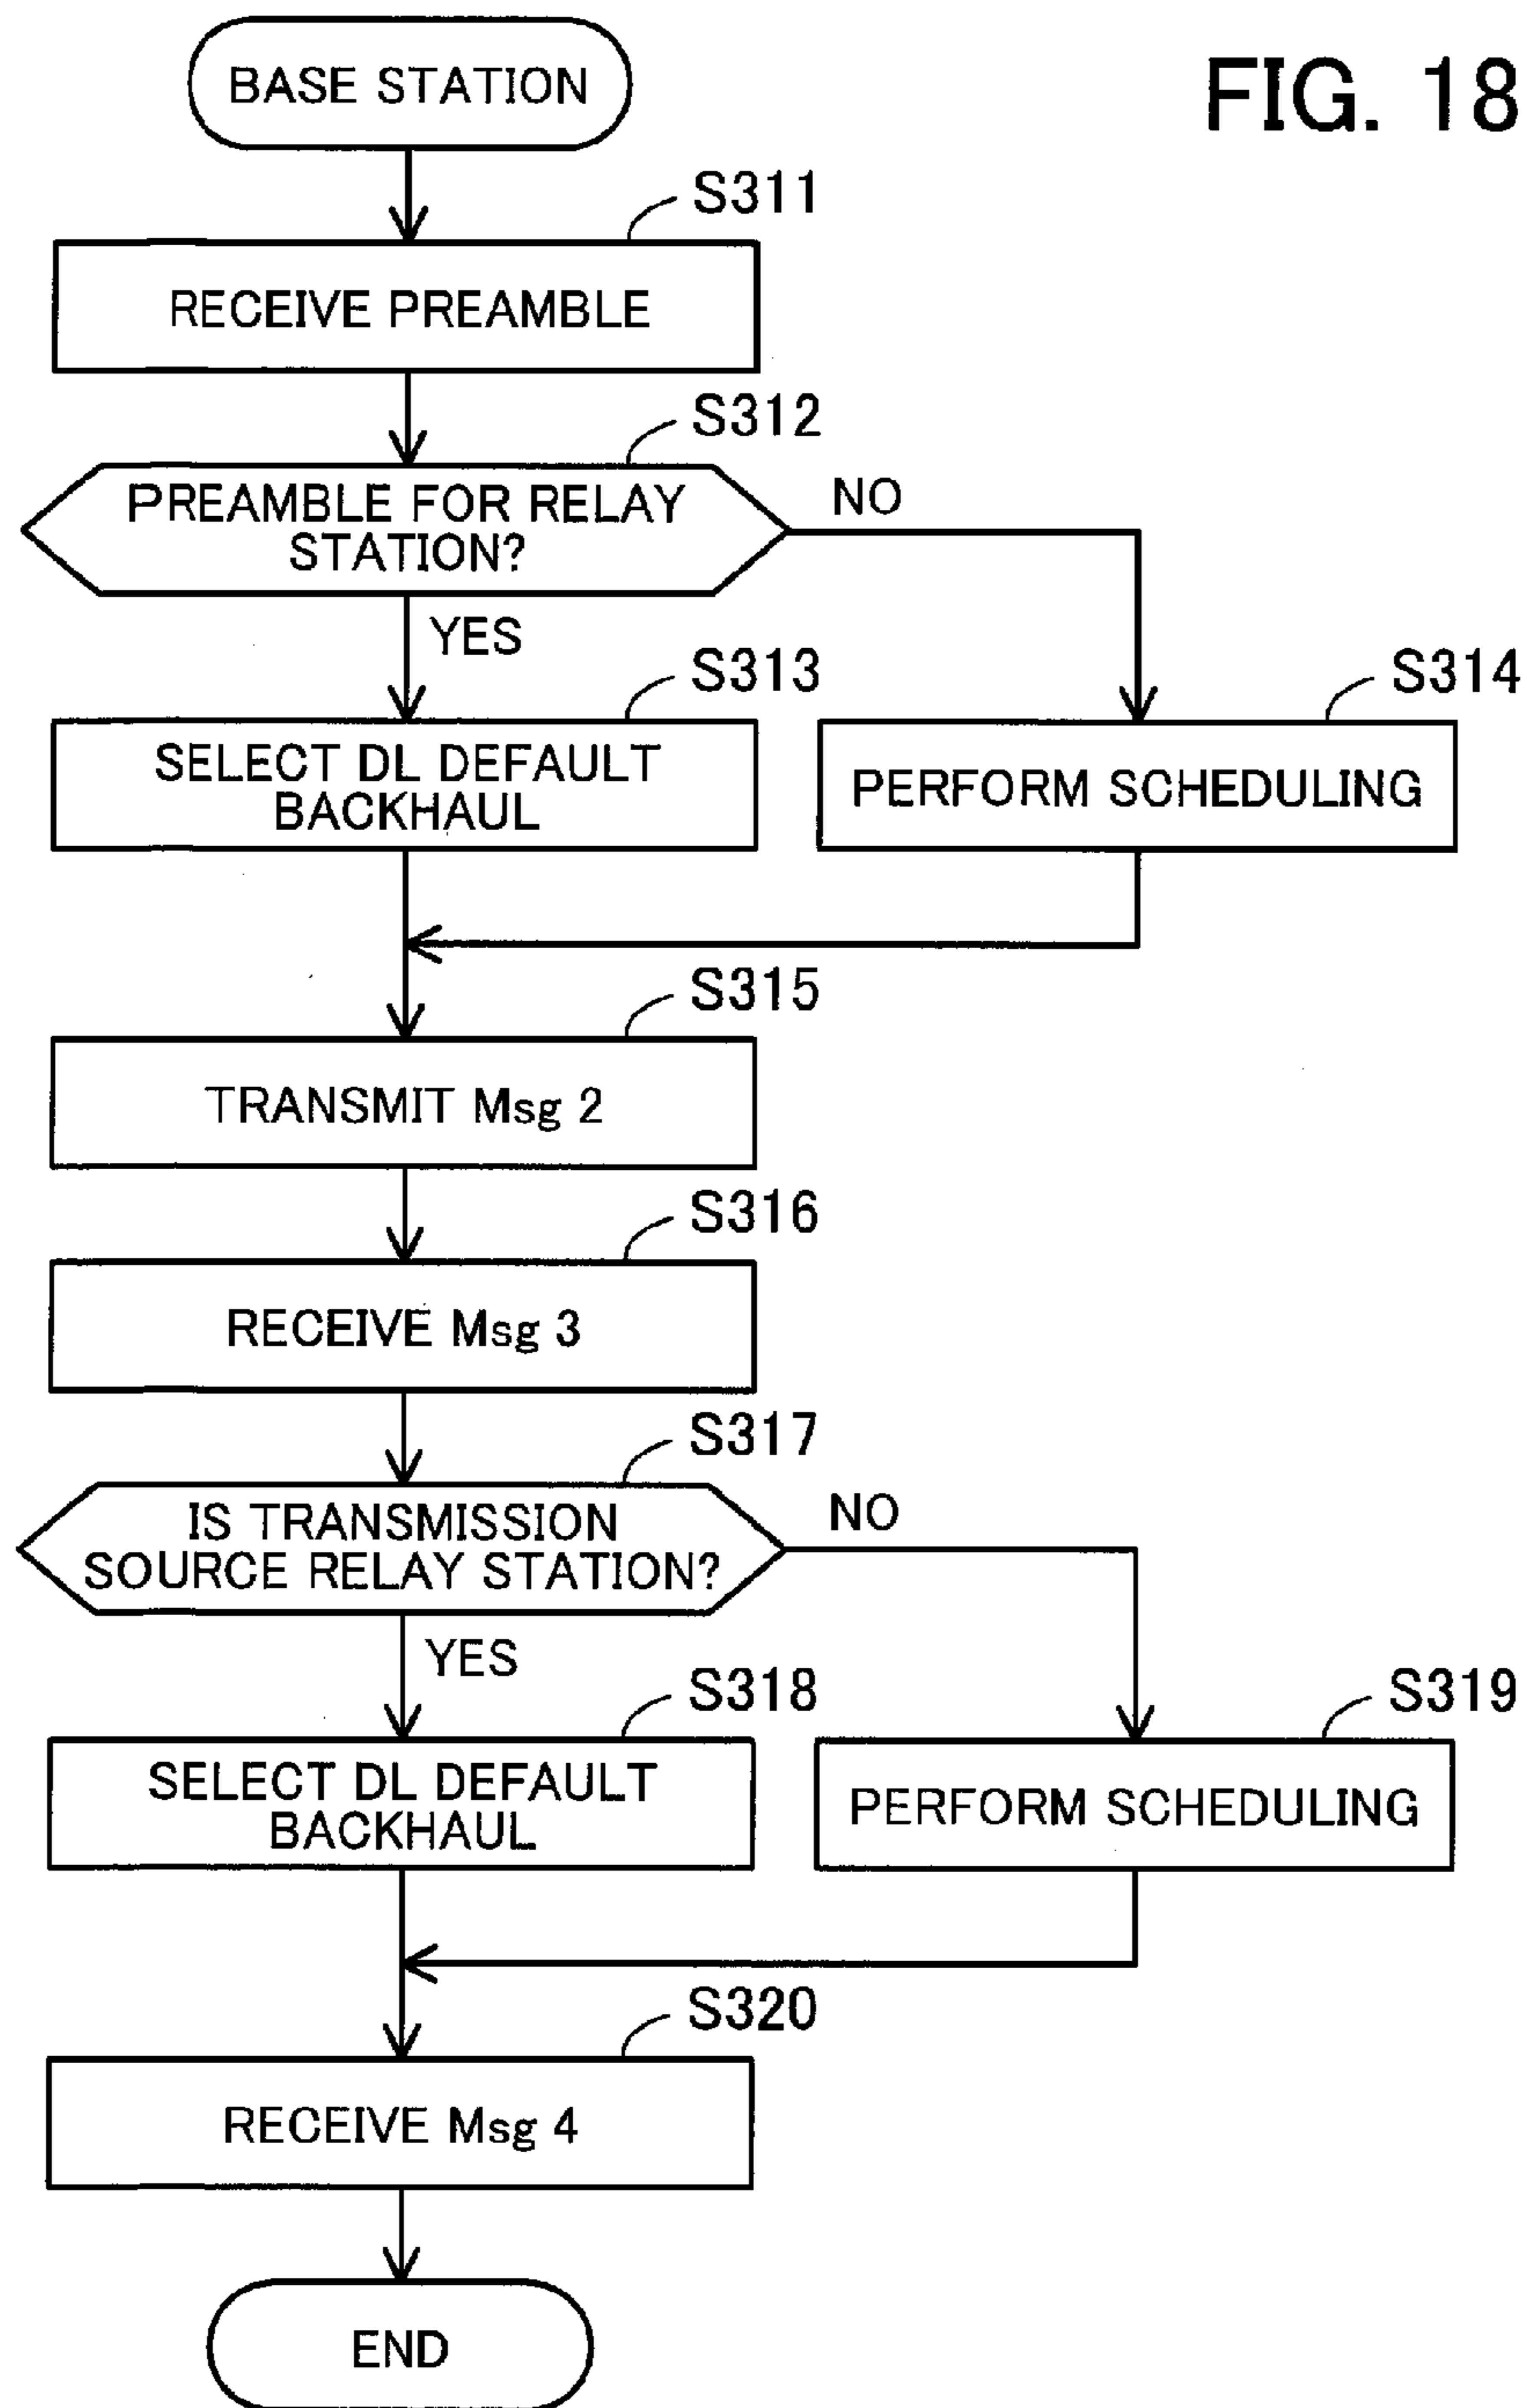 BASE STATION
FIG. 18
S311
RECEIVE PREAMBLE
S312
PREAMBLE FOR RELAY
STATION?
NO
YES
S313
SELECT DL DEFAULT
BACKHAUL
S314
PERFORM SCHEDULING
S315
TRANSMIT Msg 2
S316
RECEIVE Msg 3
S317
IS TRANSMISSION
SOURCE RELAY STATION?
NO
YES
S318
SELECT DL DEFAULT
BACKHAUL
S319
PERFORM SCHEDULING
S320
RECEIVE Msg 4
END